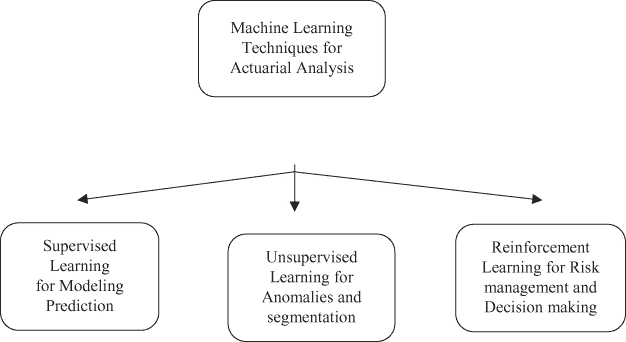 Machine Learning
Techniques for
Actuarial Analysis
Supervised
Learning
for Modeling
Prediction
Unsupervised
Learning for
Anomalies and
segmentation
Reinforcement
Learning for Risk
management and
Decision making